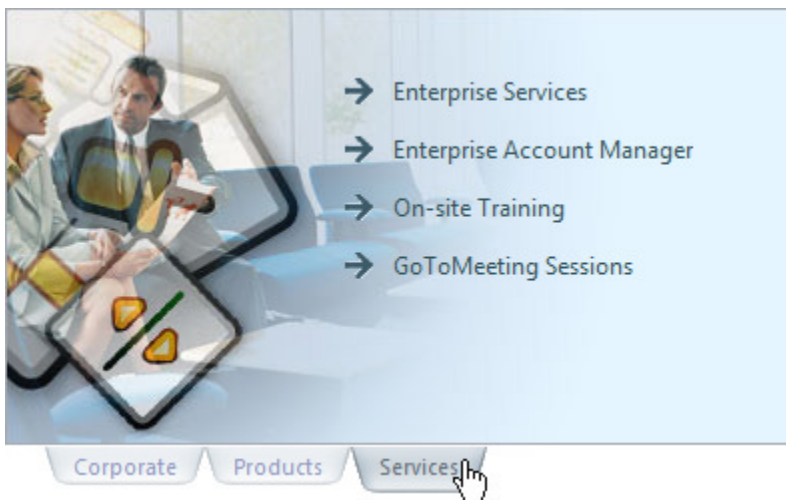 Enterprise Services
Enterprise Account Manager
On-site Training
GoToMeeting Sessions
Corporate Products Services